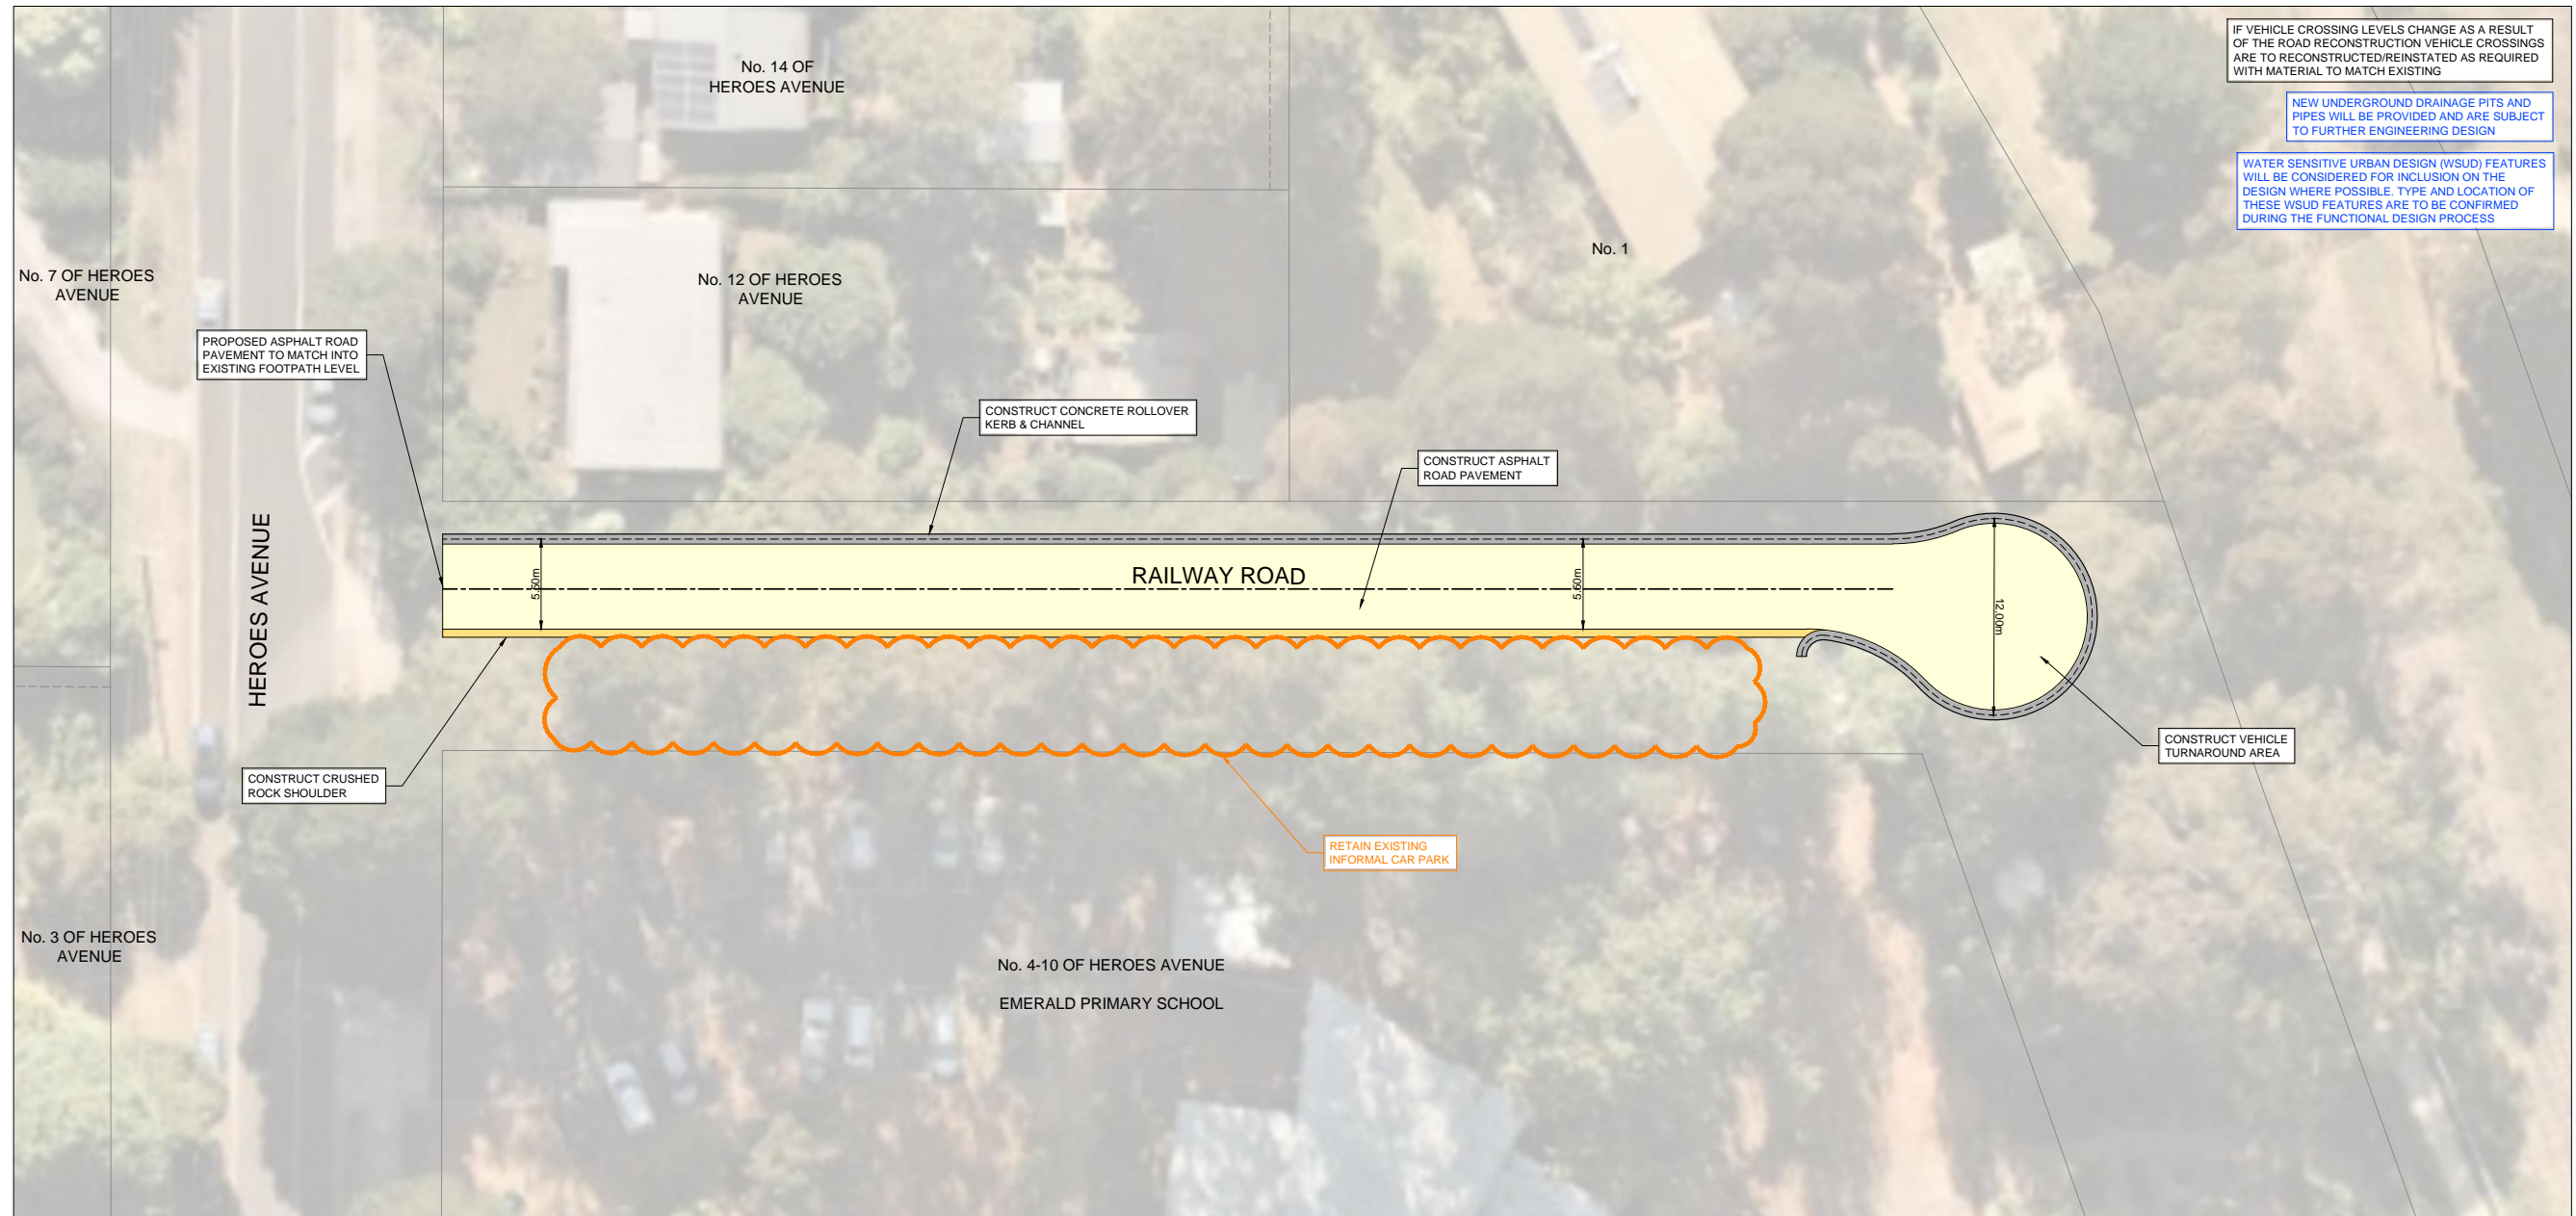 IF VEHICLE CROSSING LEVELS CHANGE AS A RESULT
OF THE ROAD RECONSTRUCTION VEHICLE CROSSINGS
ARE TO RECONSTRUCTED/REINSTATED AS REQUIRED
WITH MATERIAL TO MATCH EXISTING
NEW UNDERGROUND DRAINAGE PITS AND
PIPES WILL BE PROVIDED AND ARE SUBJECT
TO FURTHER ENGINEERING DESIGN
WATER SENSITIVE URBAN DESIGN (WSUD) FEATURES
WILL BE CONSIDERED FOR INCLUSION ON THE
DESIGN WHERE POSSIBLE. TYPE AND LOCATION OF
THESE WSUD FEATURES ARE TO BE CONFIRMED
DURING THE FUNCTIONAL DESIGN PROCESS
No. 14 OF
HEROES AVENUE
No. 1
No. 7 OF HEROES
AVENUE
No. 12 OF HEROES
AVENUE
PROPOSED ASPHALT ROAD
PAVEMENT TO MATCH INTO
EXISTING FOOTPATH LEVEL
CONSTRUCT CONCRETE ROLLOVER
KERB & CHANNEL
CONSTRUCT ASPHALT
ROAD PAVEMENT
HEROES AVENUE
5.60m
RAILWAY ROAD
5.60m
12.00m
CONSTRUCT VEHICLE
TURNAROUND AREA
CONSTRUCT CRUSHED
ROCK SHOULDER
RETAIN EXISTING
INFORMAL CAR PARK
No. 3 OF HEROES
AVENUE
No. 4-10 OF HEROES AVENUE
EMERALD PRIMARY SCHOOL